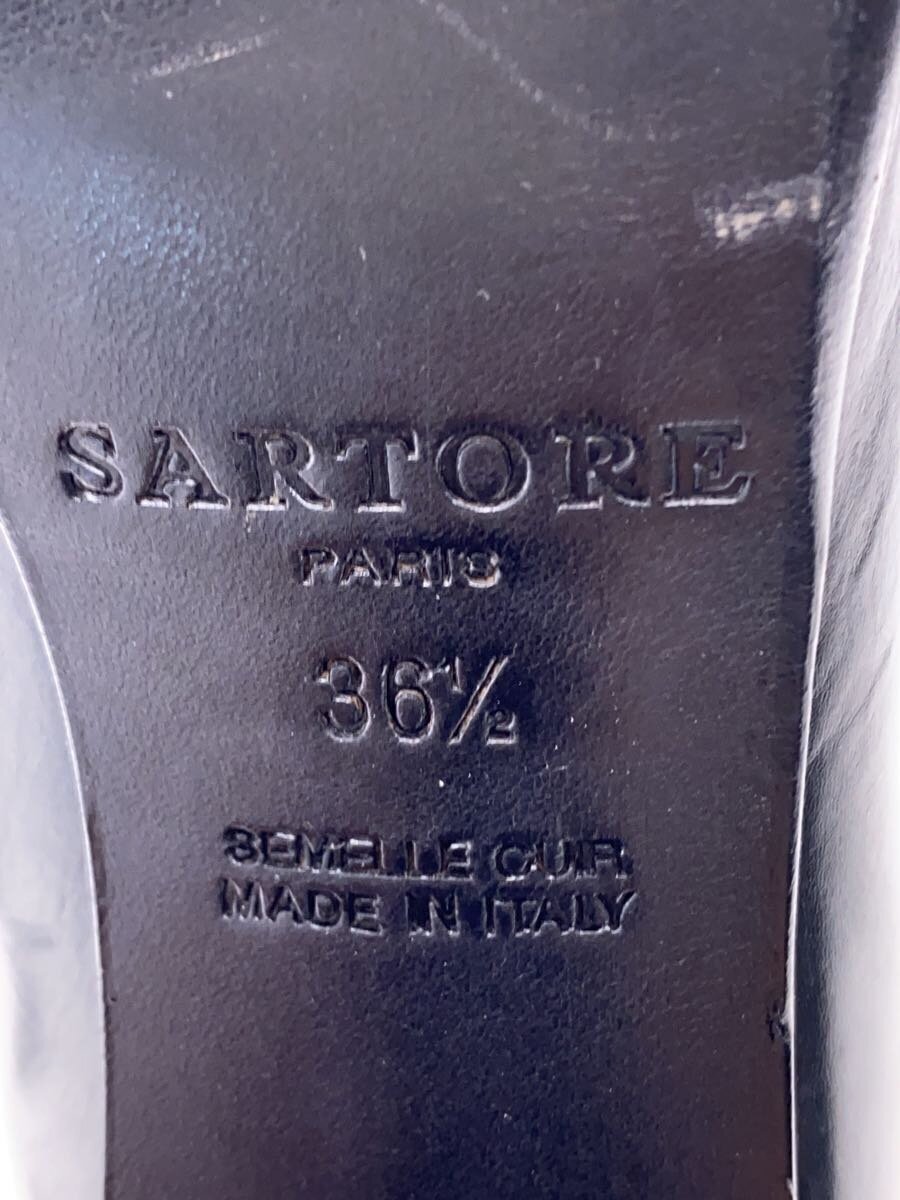 SARTORE
PARIS
36½
SEMELLE CUIR
MADE IN ITALY